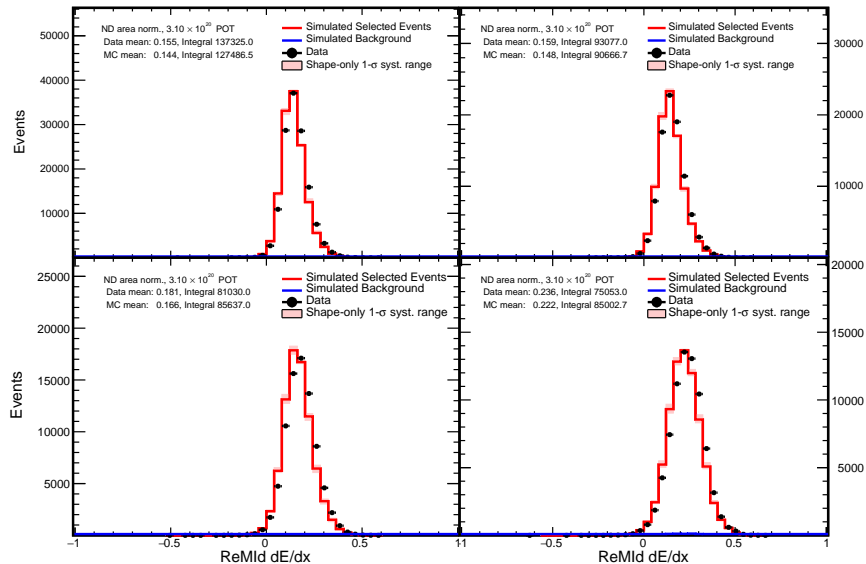 ND area norm., 3.10 × 10²⁰ POT
Data mean: 0.155, Integral 137325.0
MC mean: 0.144, Integral 127486.5
Simulated Selected Events
Simulated Background
Data
Shape-only 1-σ syst. range
50000
40000
30000
20000
10000
Events
ND area norm., 3.10 × 10²⁰ POT
Data mean: 0.159, Integral 93077.0
MC mean: 0.148, Integral 90666.7
Simulated Selected Events
Simulated Background
Data
Shape-only 1-σ syst. range
30000
20000
10000
ND area norm., 3.10 × 10²⁰ POT
Data mean: 0.181, Integral 81030.0
MC mean: 0.166, Integral 85637.0
Simulated Selected Events
Simulated Background
Data
Shape-only 1-σ syst. range
25000
20000
15000
10000
5000
Events
−1 −0.5 0 0.5 1
ReMId dE/dx
ND area norm., 3.10 × 10²⁰ POT
Data mean: 0.236, Integral 75053.0
MC mean: 0.222, Integral 85002.7
Simulated Selected Events
Simulated Background
Data
Shape-only 1-σ syst. range
20000
15000
10000
5000
−0.5 0 0.5 1
ReMId dE/dx